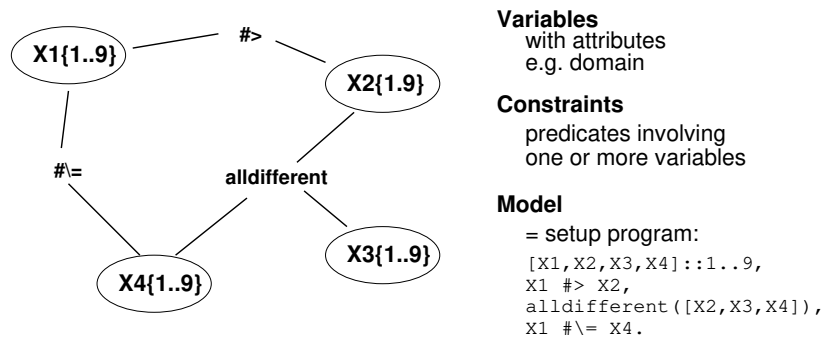 X1{1..9}
#>
X2{1.9}
#\=
alldifferent
X3{1..9}
X4{1..9}
Variables
with attributes
e.g. domain
Constraints
predicates involving
one or more variables
Model
= setup program:
[X1,X2,X3,X4]::1..9,
X1 #> X2,
alldifferent([X2,X3,X4]),
X1 #\= X4.